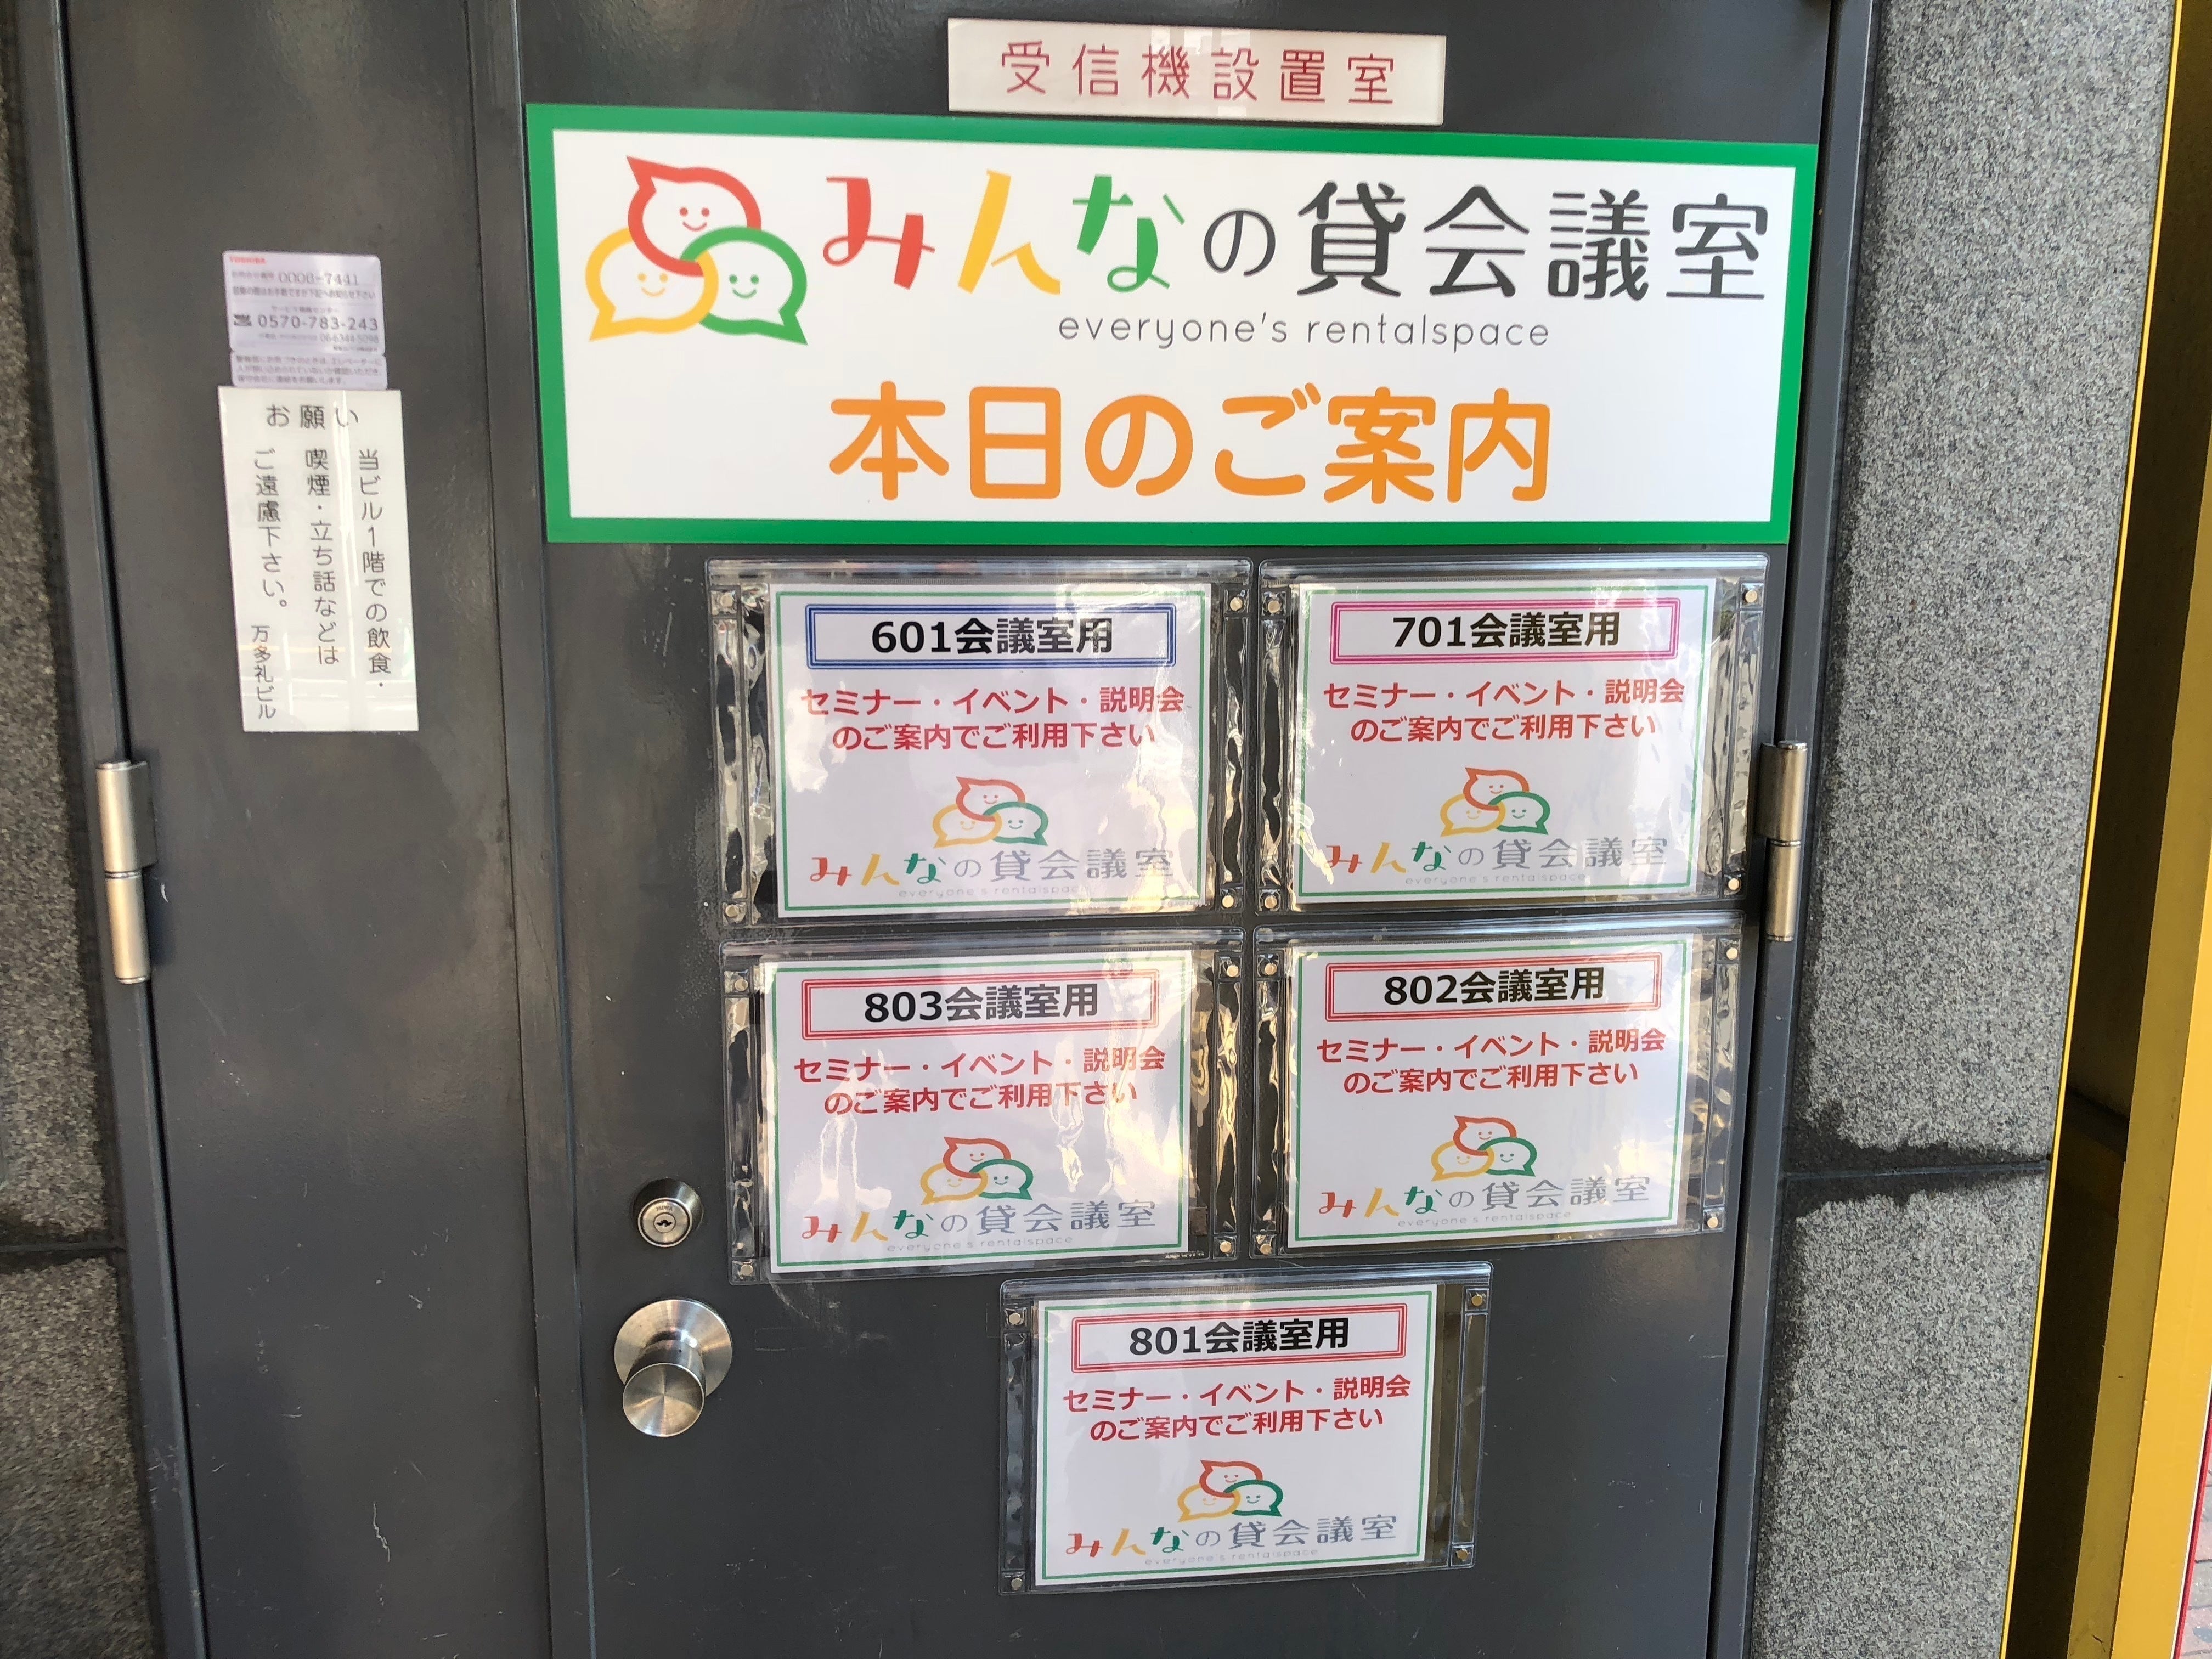 受信機設置室
みんなの貸会議室
everyone's rentalspace
本日のご案内
TOSHIBA
0000-7441
0570-783-243
お願い
当ビル1階での飲食・
喫煙・立ち話などは
ご遠慮下さい。
万多礼ビル
601会議室用
セミナー・イベント・説明会
のご案内でご利用下さい
みんなの貸会議室
everyone's rentalspace
701会議室用
セミナー・イベント・説明会
のご案内でご利用下さい
みんなの貸会議室
everyone's rentalspace
803会議室用
セミナー・イベント・説明会
のご案内でご利用下さい
みんなの貸会議室
everyone's rentalspace
802会議室用
セミナー・イベント・説明会
のご案内でご利用下さい
みんなの貸会議室
everyone's rentalspace
801会議室用
セミナー・イベント・説明会
のご案内でご利用下さい
みんなの貸会議室
everyone's rentalspace